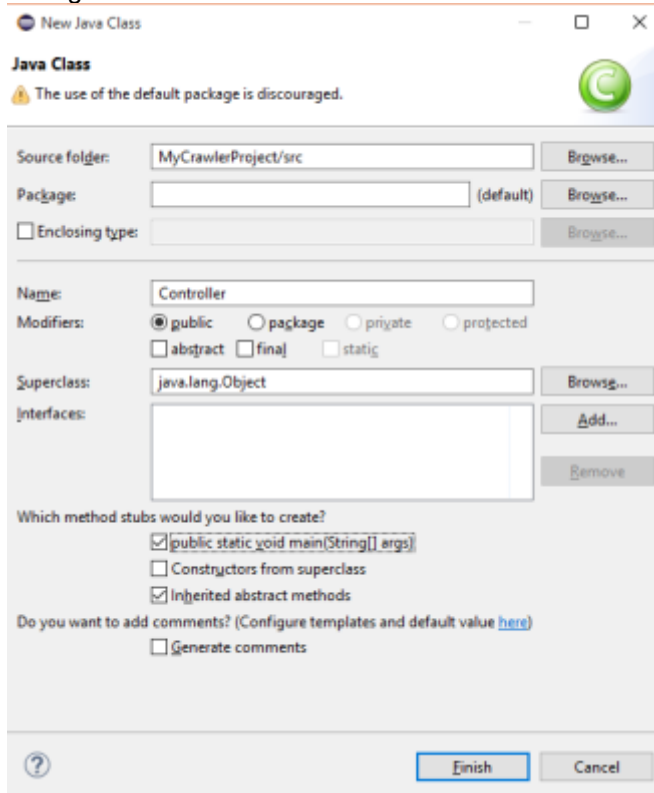 New Java Class
Java Class
The use of the default package is discouraged.
Source folder: MyCrawlerProject/src Browse...
Package: (default) Browse...
Enclosing type: Browse...
Name: Controller
Modifiers: public package private protected
abstract final static
Superclass: java.lang.Object Browse...
Interfaces: Add...
Remove
Which method stubs would you like to create?
public static void main(String[] args)
Constructors from superclass
Inherited abstract methods
Do you want to add comments? (Configure templates and default value here)
Generate comments
Finish Cancel